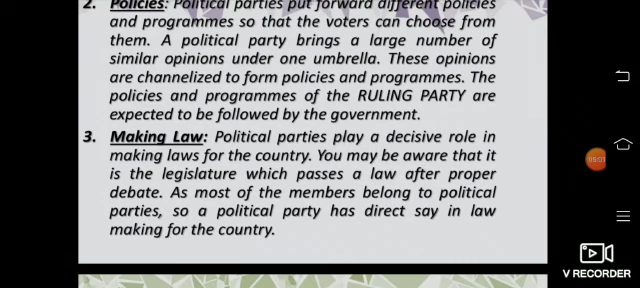 2. Policies: Political parties put forward different policies
and programmes so that the voters can choose from
them. A political party brings a large number of
similar opinions under one umbrella. These opinions
are channelized to form policies and programmes. The
policies and programmes of the RULING PARTY are
expected to be followed by the government.
3. Making Law: Political parties play a decisive role in
making laws for the country. You may be aware that it
is the legislature which passes a law after proper
debate. As most of the members belong to political
parties, so a political party has direct say in law
making for the country.
09:01
V RECORDER